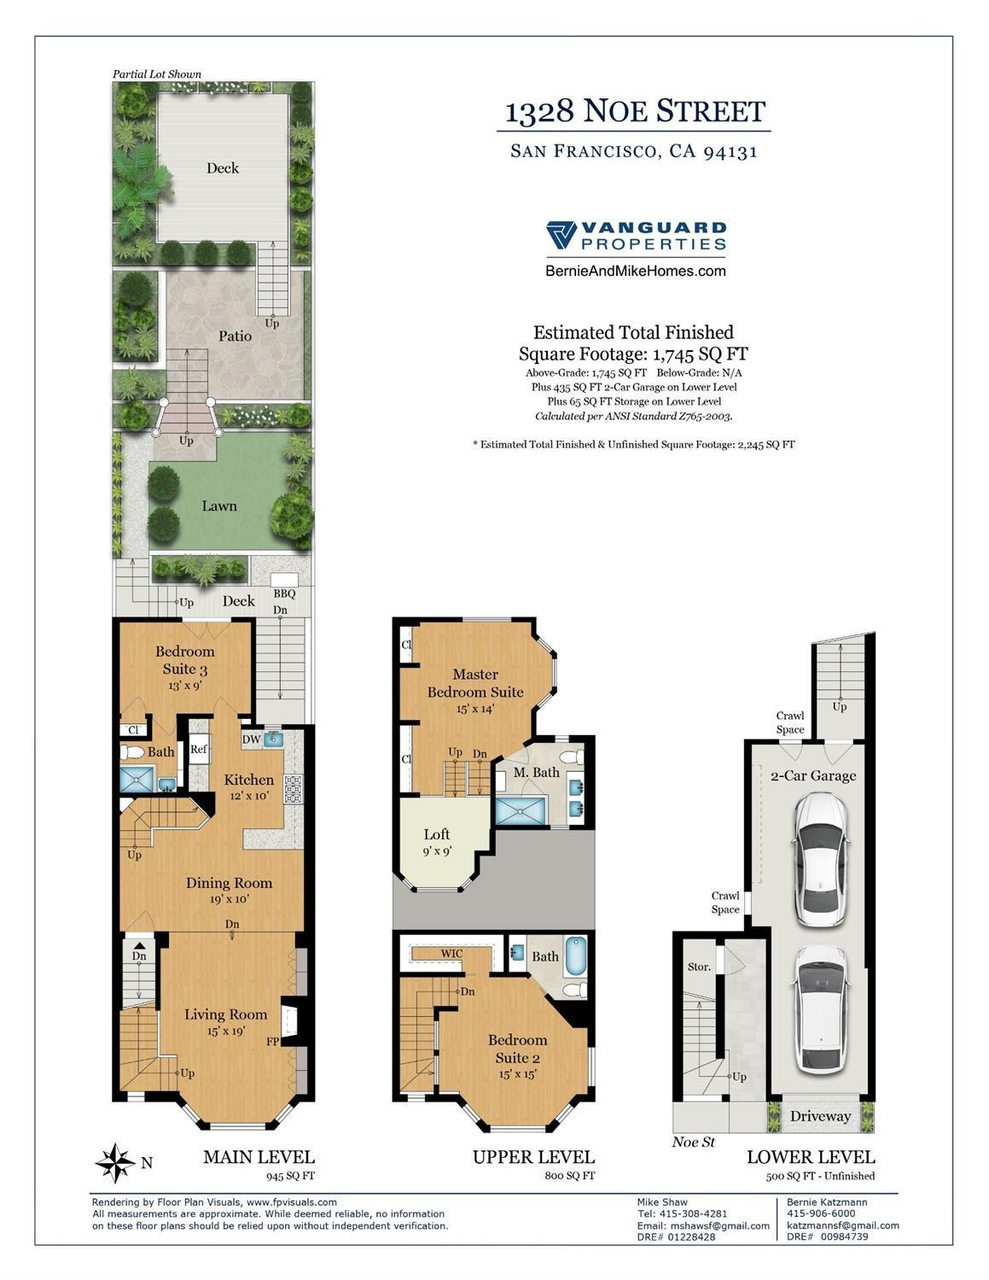 Partial Lot Shown
1328 NOE STREET
SAN FRANCISCO, CA 94131
VANGUARD
PROPERTIES
BernieAndMikeHomes.com
Estimated Total Finished
Square Footage: 1,745 SQ FT
Above-Grade: 1,745 SQ FT Below-Grade: N/A
Plus 435 SQ FT 2-Car Garage on Lower Level
Plus 65 SQ FT Storage on Lower Level
Calculated per ANSI Standard Z765-2003.
* Estimated Total Finished & Unfinished Square Footage: 2,245 SQ FT
Deck
Up
Patio
Up
Lawn
Up
Deck
BBQ
Dn
Bedroom
Suite 3
13' x 9'
Cl
Bath
Ref
DW
Kitchen
12' x 10'
Up
Dining Room
19' x 10'
Dn
Dn
Living Room
15' x 19'
FP
Up
N
MAIN LEVEL
945 SQ FT
Cl
Master
Bedroom Suite
15' x 14'
Cl
Up
Dn
M. Bath
Loft
9' x 9'
WIC
Bath
Dn
Bedroom
Suite 2
15' x 15'
UPPER LEVEL
800 SQ FT
Up
Crawl
Space
2-Car Garage
Crawl
Space
Stor.
Up
Driveway
Noe St
LOWER LEVEL
500 SQ FT - Unfinished
Rendering by Floor Plan Visuals, www.fpvisuals.com
All measurements are approximate. While deemed reliable, no information
on these floor plans should be relied upon without independent verification.
Mike Shaw
Tel: 415-308-4281
Email: mshawsf@gmail.com
DRE# 01228428
Bernie Katzmann
415-906-6000
katzmannsf@gmail.com
DRE# 00984739